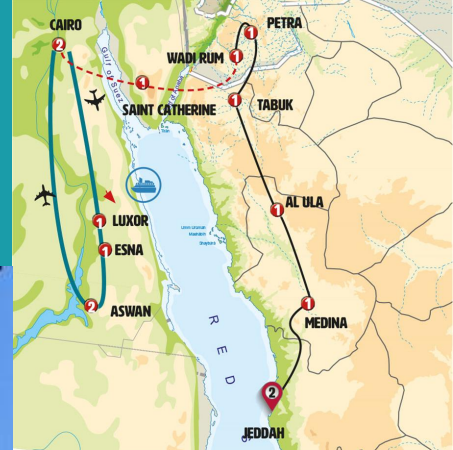 CAIRO
2
PETRA
1
WADI RUM
1
Gulf of Suez
1
SAINT CATHERINE
1
TABUK
1
AL ULA
1
LUXOR
1
ESNA
2
ASWAN
1
MEDINA
R E D
2
JEDDAH